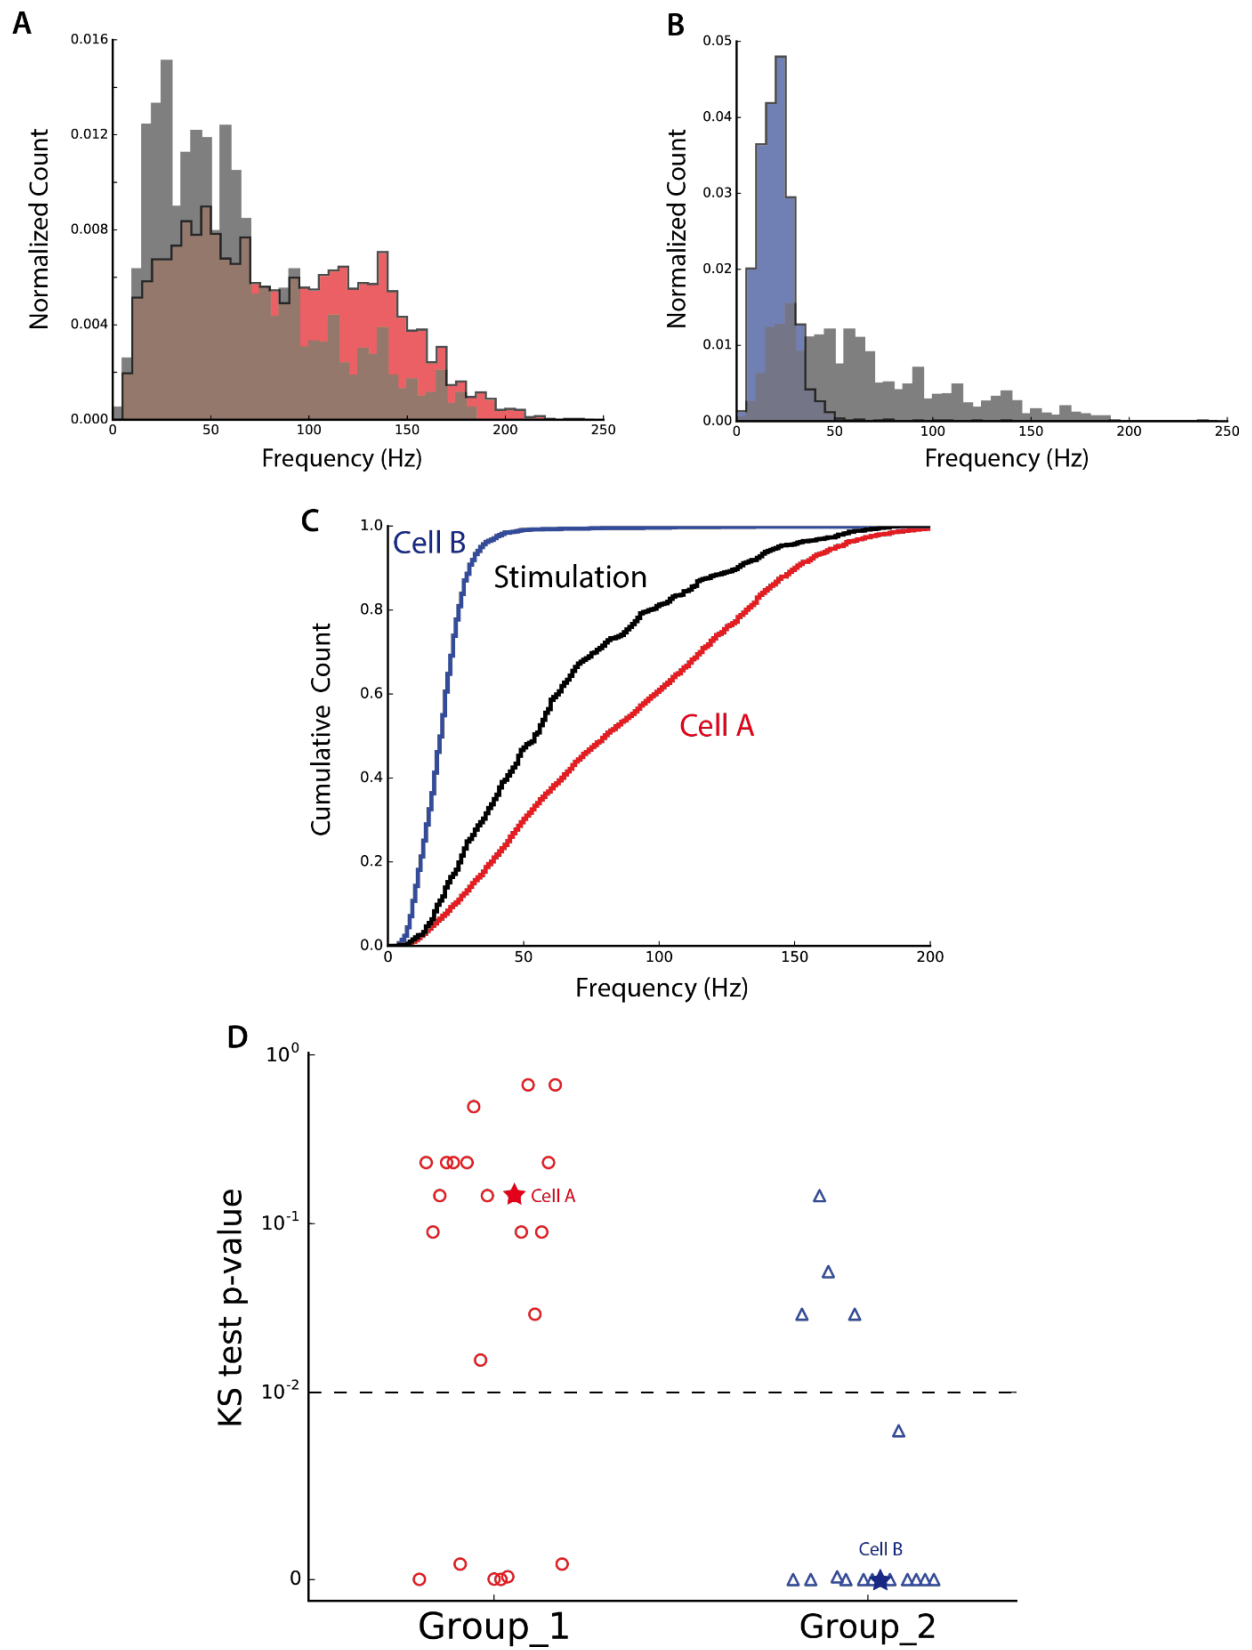 A
0.016
0.012
0.008
0.004
0.000
0 50 100 150 200 250
Normalized Count
Frequency (Hz)
B
0.05
0.04
0.03
0.02
0.01
0.00
0 50 100 150 200 250
Normalized Count
Frequency (Hz)
C
1.0
0.8
0.6
0.4
0.2
0.0
0 50 100 150 200
Cell B
Stimulation
Cell A
Cumulative Count
Frequency (Hz)
D
10^0
10^-1
10^-2
0
KS test p-value
Cell A
Cell B
Group_1 Group_2